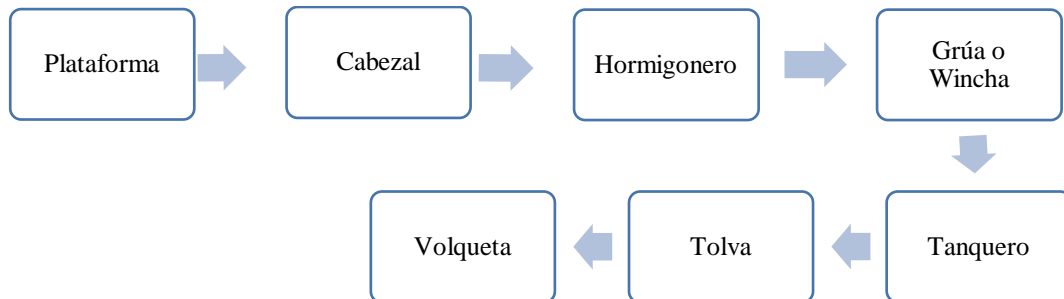 Plataforma
Cabezal
Hormigonero
Grúa o
Wincha
Tanquero
Tolva
Volqueta